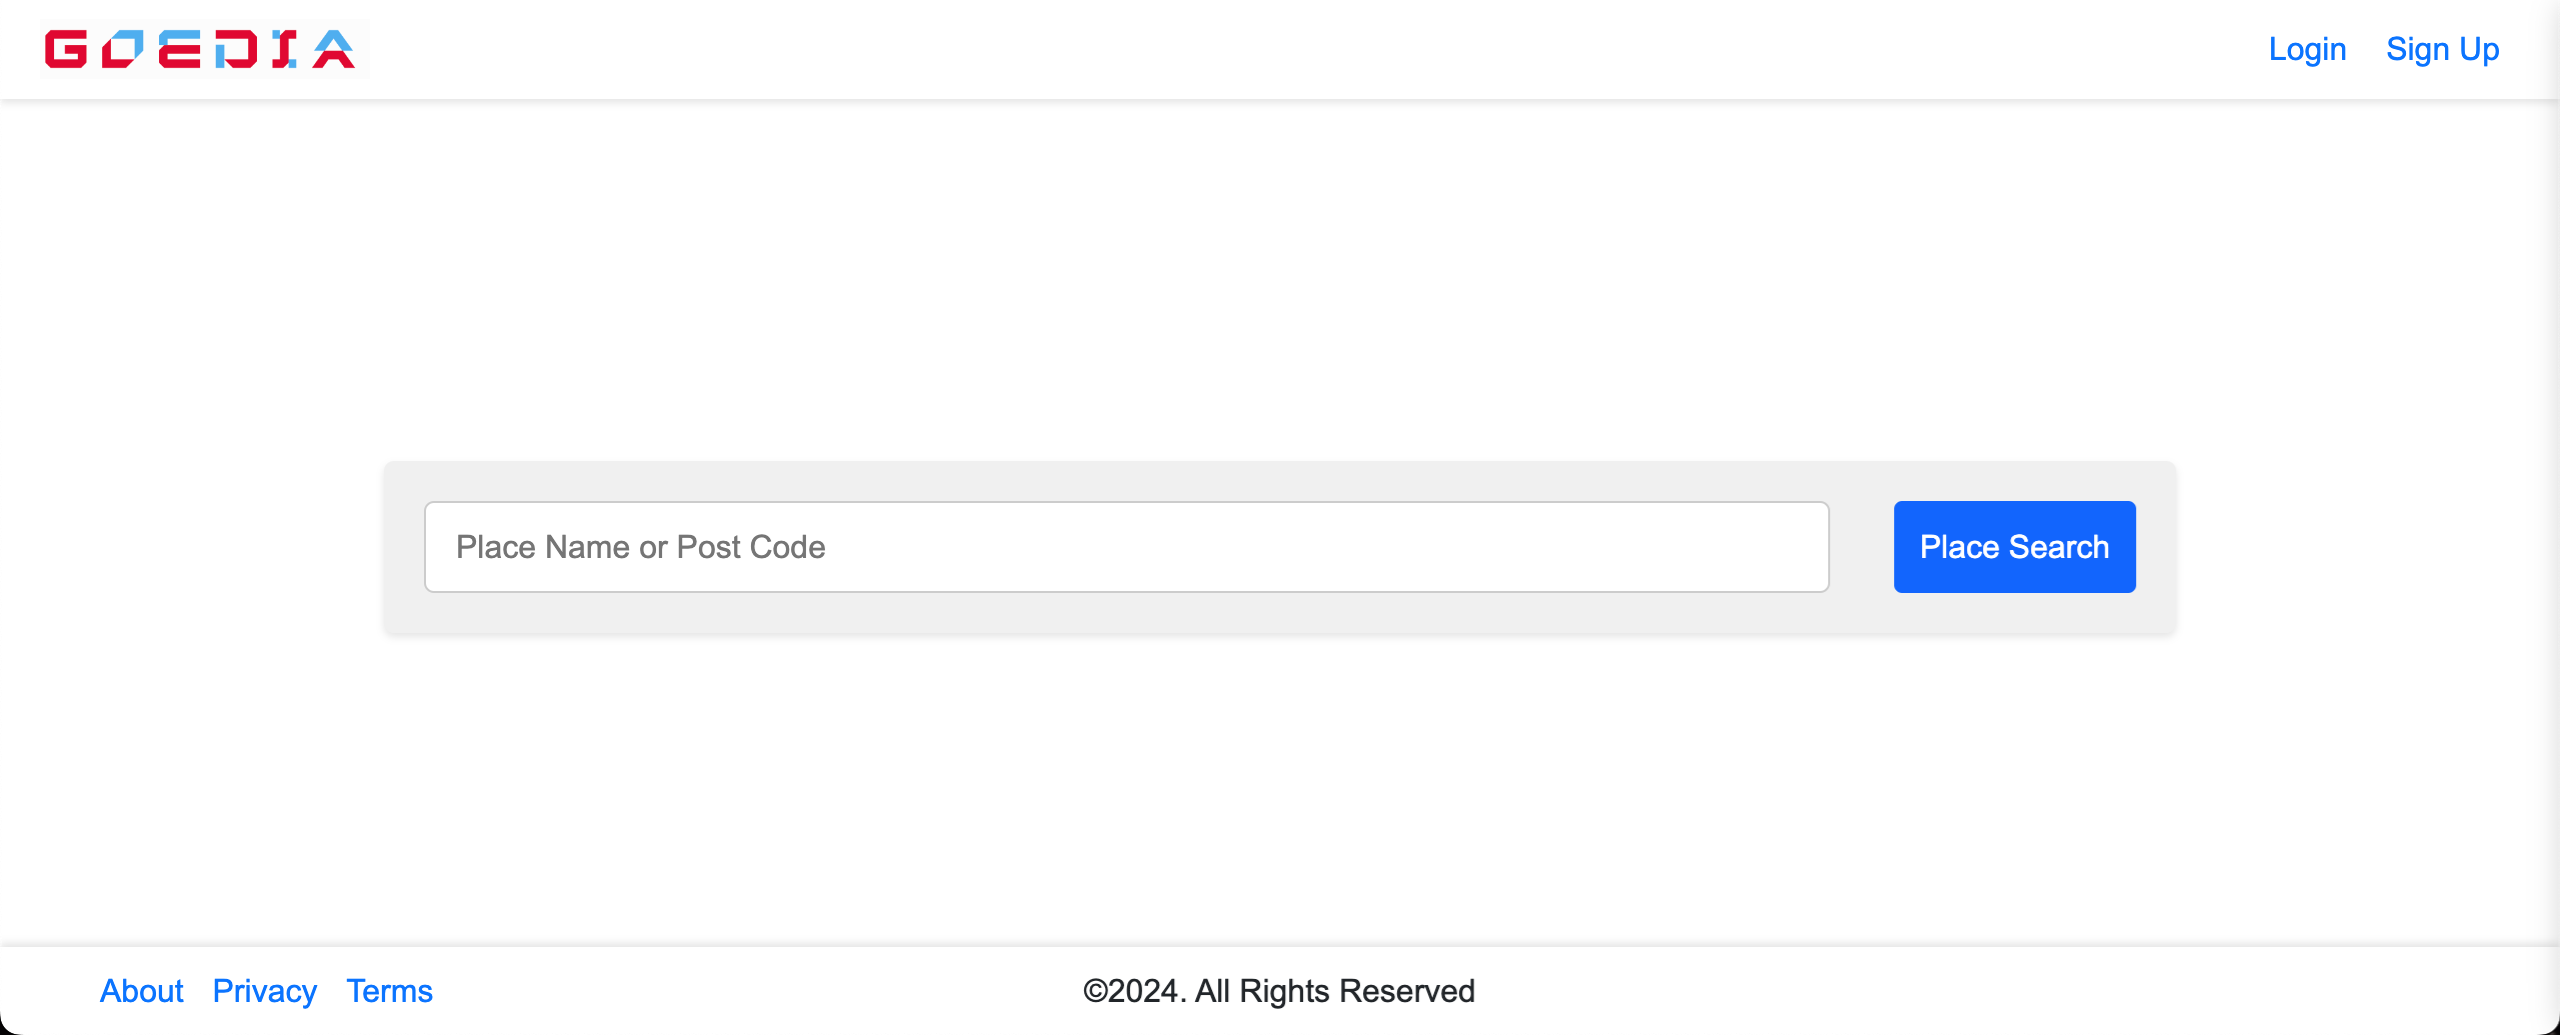 GOEDIA
Login Sign Up
Place Name or Post Code
Place Search
About Privacy Terms
©2024. All Rights Reserved